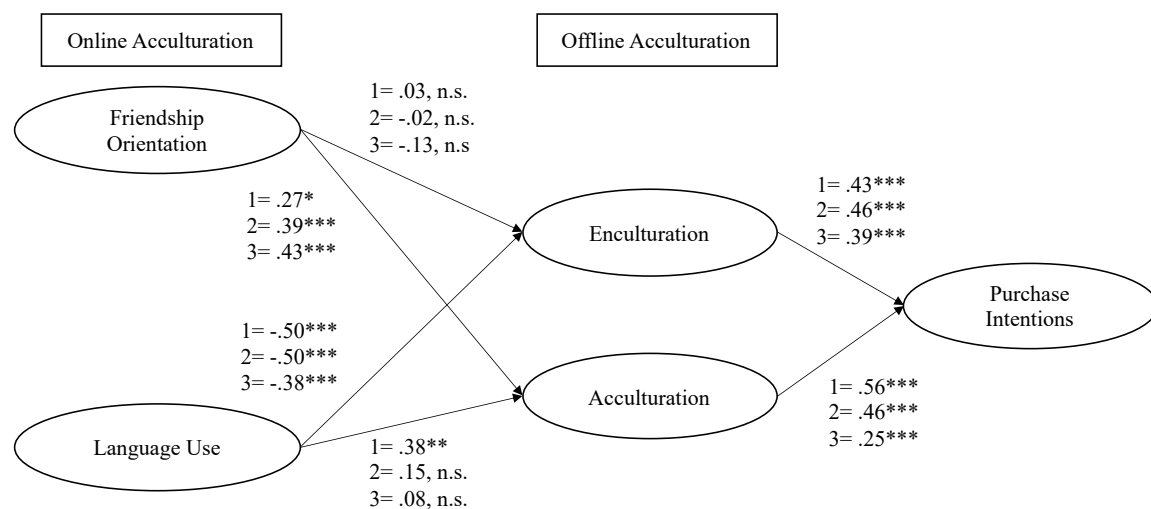 Online Acculturation
Offline Acculturation
Friendship
Orientation
1= .03, n.s.
2= -.02, n.s.
3= -.13, n.s
1= .27*
2= .39***
3= .43***
Enculturation
1= .43***
2= .46***
3= .39***
Purchase
Intentions
1= -.50***
2= -.50***
3= -.38***
Acculturation
1= .56***
2= .46***
3= .25***
Language Use
1= .38**
2= .15, n.s.
3= .08, n.s.